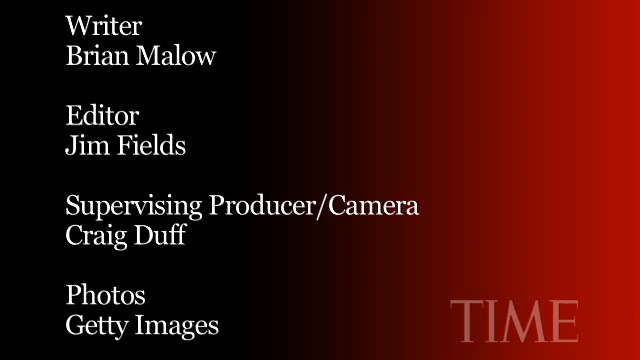 Writer
Brian Malow
Editor
Jim Fields
Supervising Producer/Camera
Craig Duff
Photos
Getty Images
TIME